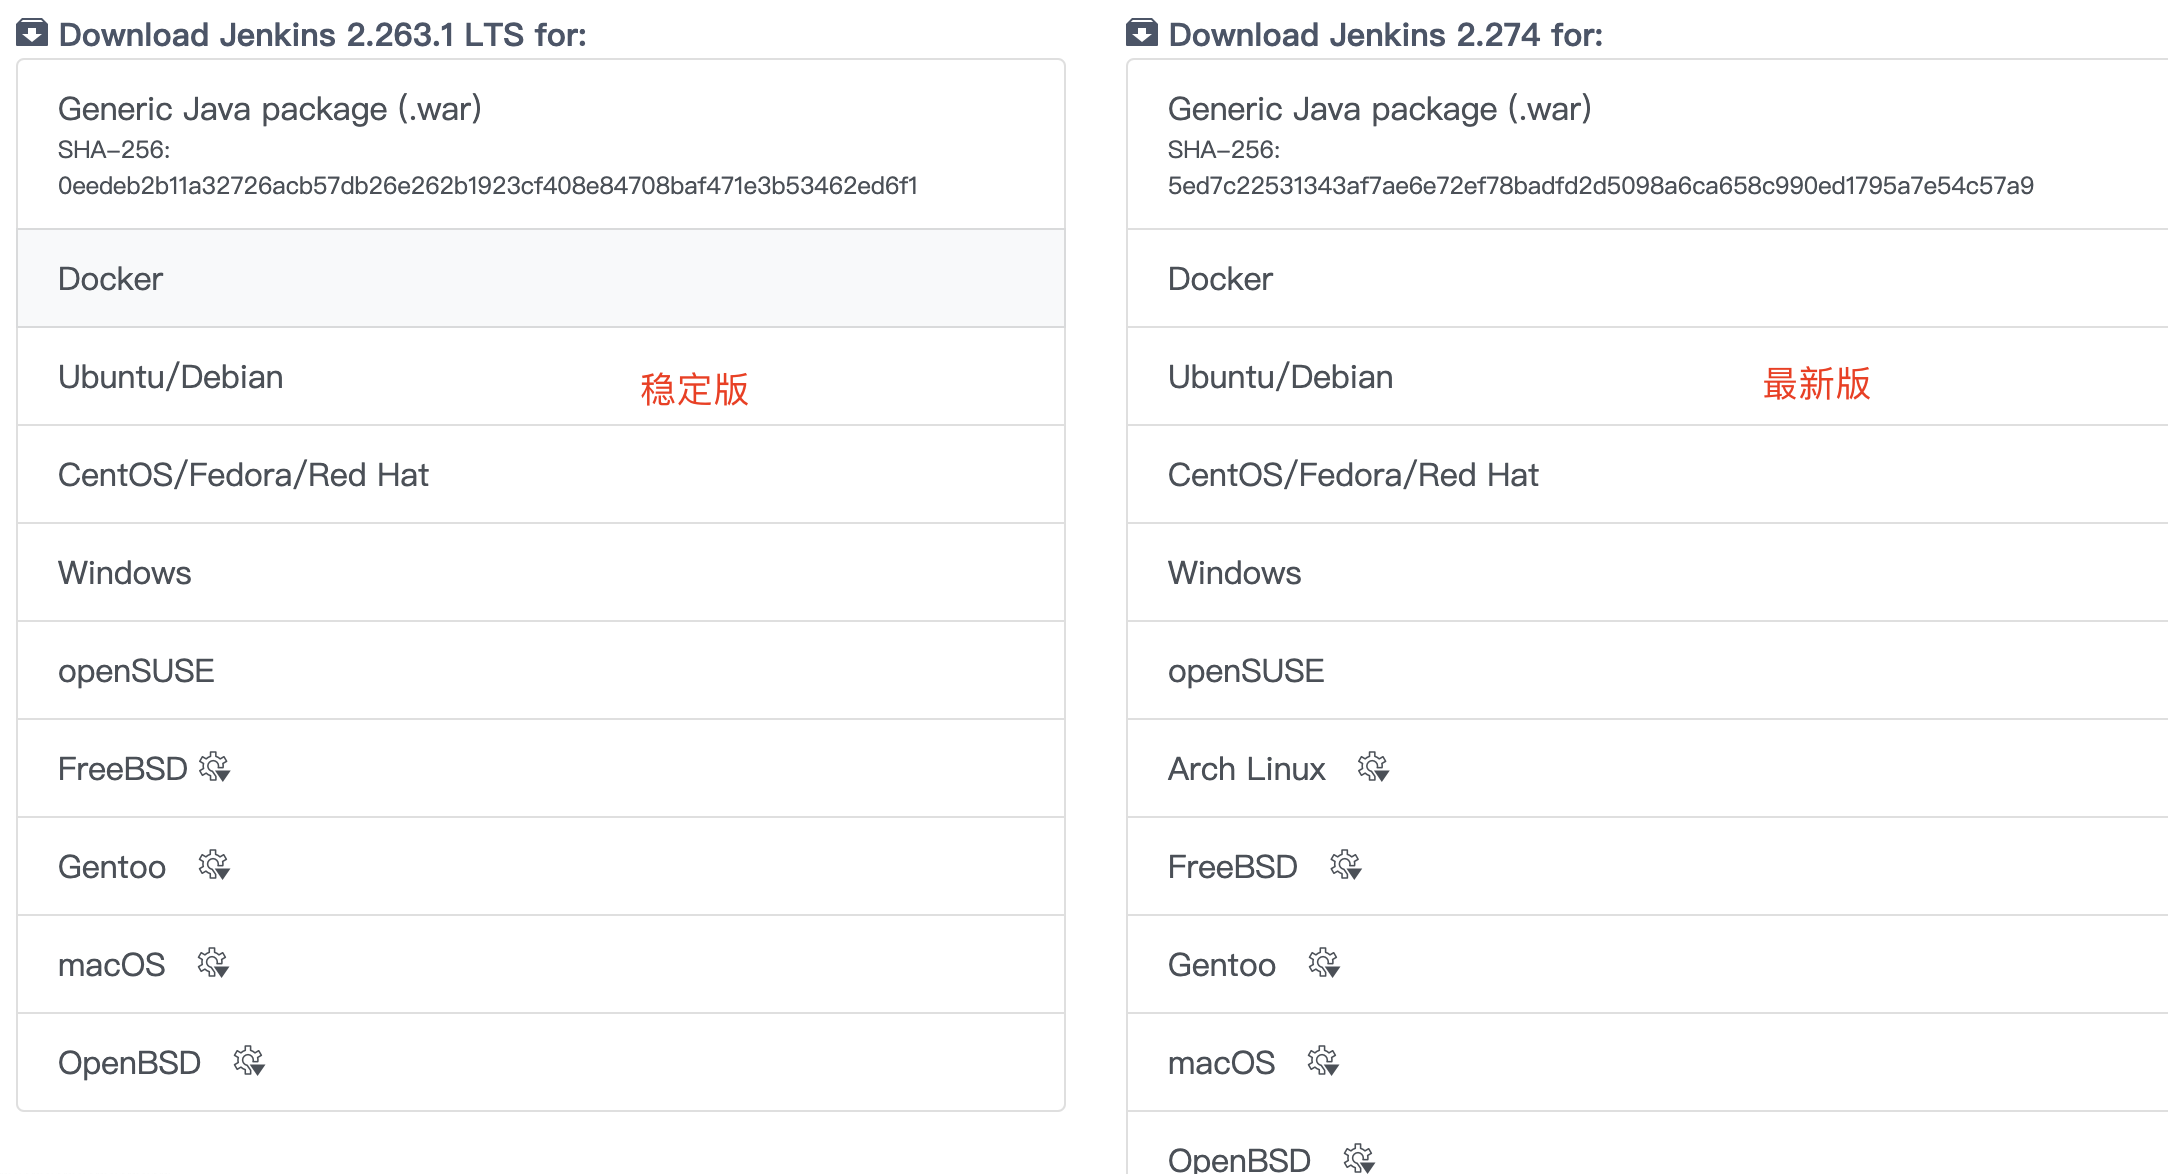 Download Jenkins 2.263.1 LTS for:
Generic Java package (.war)
SHA-256:
0eedeb2b11a32726acb57db26e262b1923cf408e84708baf471e3b53462ed6f1
Docker
Ubuntu/Debian
稳定版
CentOS/Fedora/Red Hat
Windows
openSUSE
FreeBSD
Gentoo
macOS
OpenBSD
Download Jenkins 2.274 for:
Generic Java package (.war)
SHA-256:
5ed7c22531343af7ae6e72ef78badfd2d5098a6ca658c990ed1795a7e54c57a9
Docker
Ubuntu/Debian
最新版
CentOS/Fedora/Red Hat
Windows
openSUSE
Arch Linux
FreeBSD
Gentoo
macOS
OpenBSD